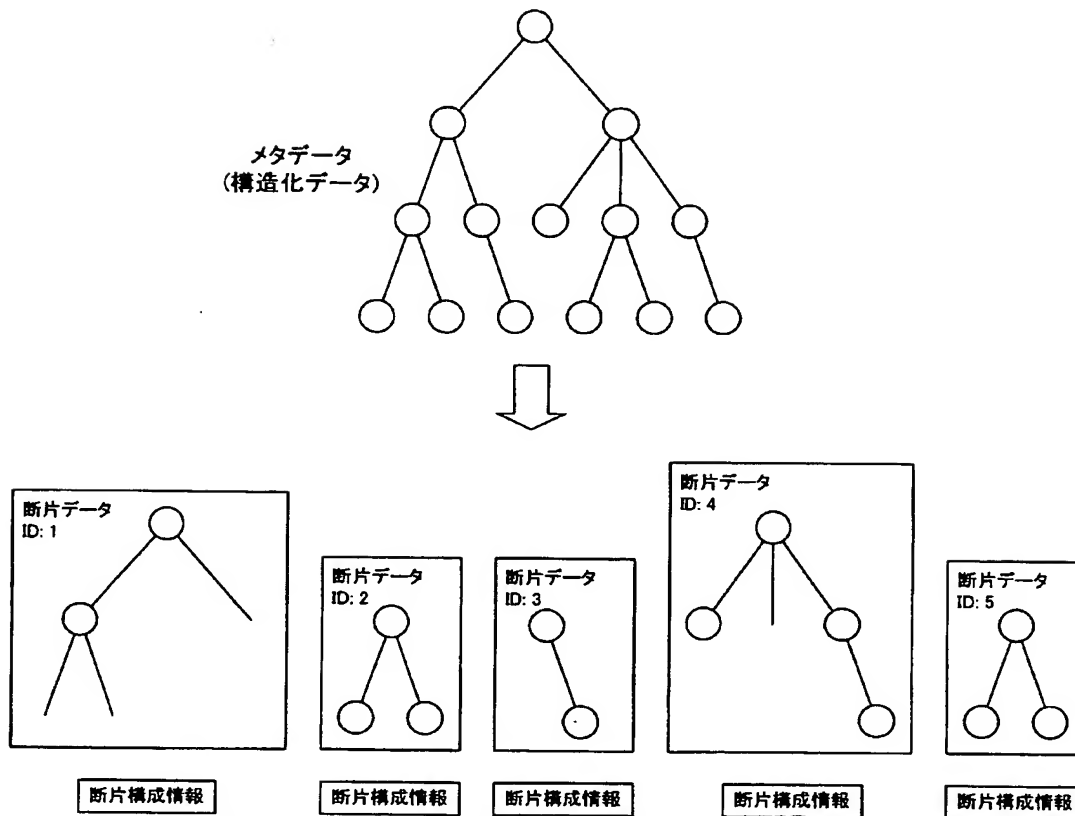 メタデータ
(構造化データ)
断片データ
ID: 1
断片データ
ID: 2
断片データ
ID: 3
断片データ
ID: 4
断片データ
ID: 5
断片構成情報
断片構成情報
断片構成情報
断片構成情報
断片構成情報